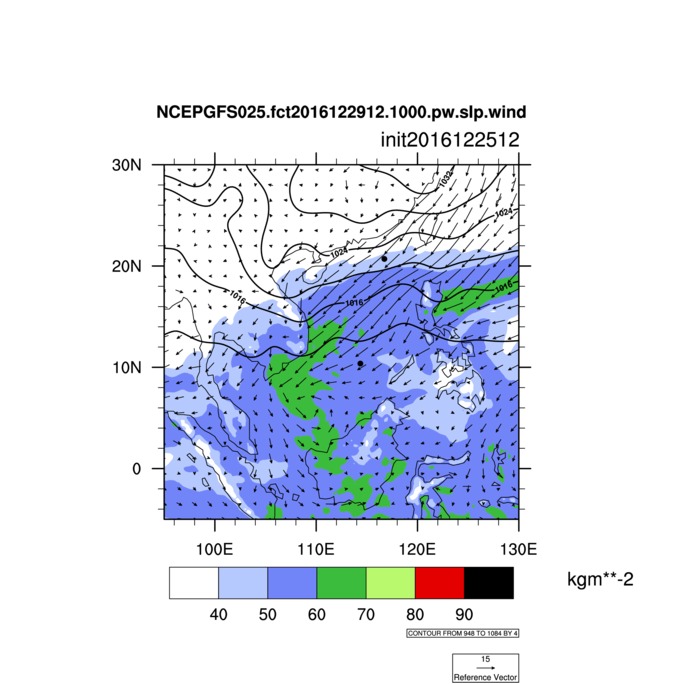 NCEPGFS025.fct2016122912.1000.pw.slp.wind
init2016122512
30N
1032
1024
1024
20N
1016
1016
1016
10N
0
100E 110E 120E 130E
kgm**-2
40 50 60 70 80 90
CONTOUR FROM 948 TO 1084 BY 4
15
Reference Vector